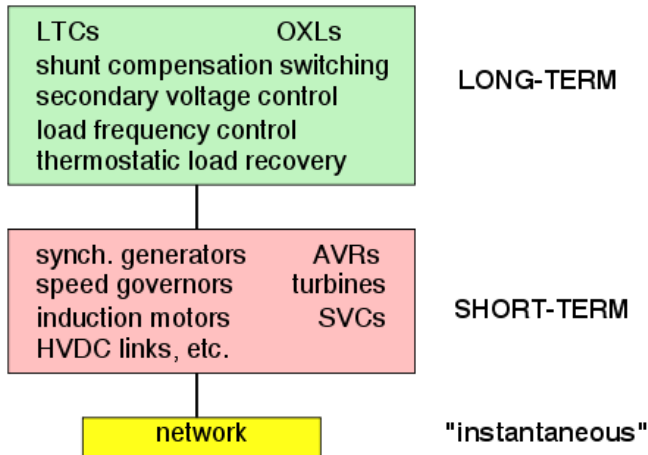 LTCs OXLs
shunt compensation switching
secondary voltage control
load frequency control
thermostatic load recovery
LONG-TERM
synch. generators AVRs
speed governors turbines
induction motors SVCs
HVDC links, etc.
SHORT-TERM
network "instantaneous"